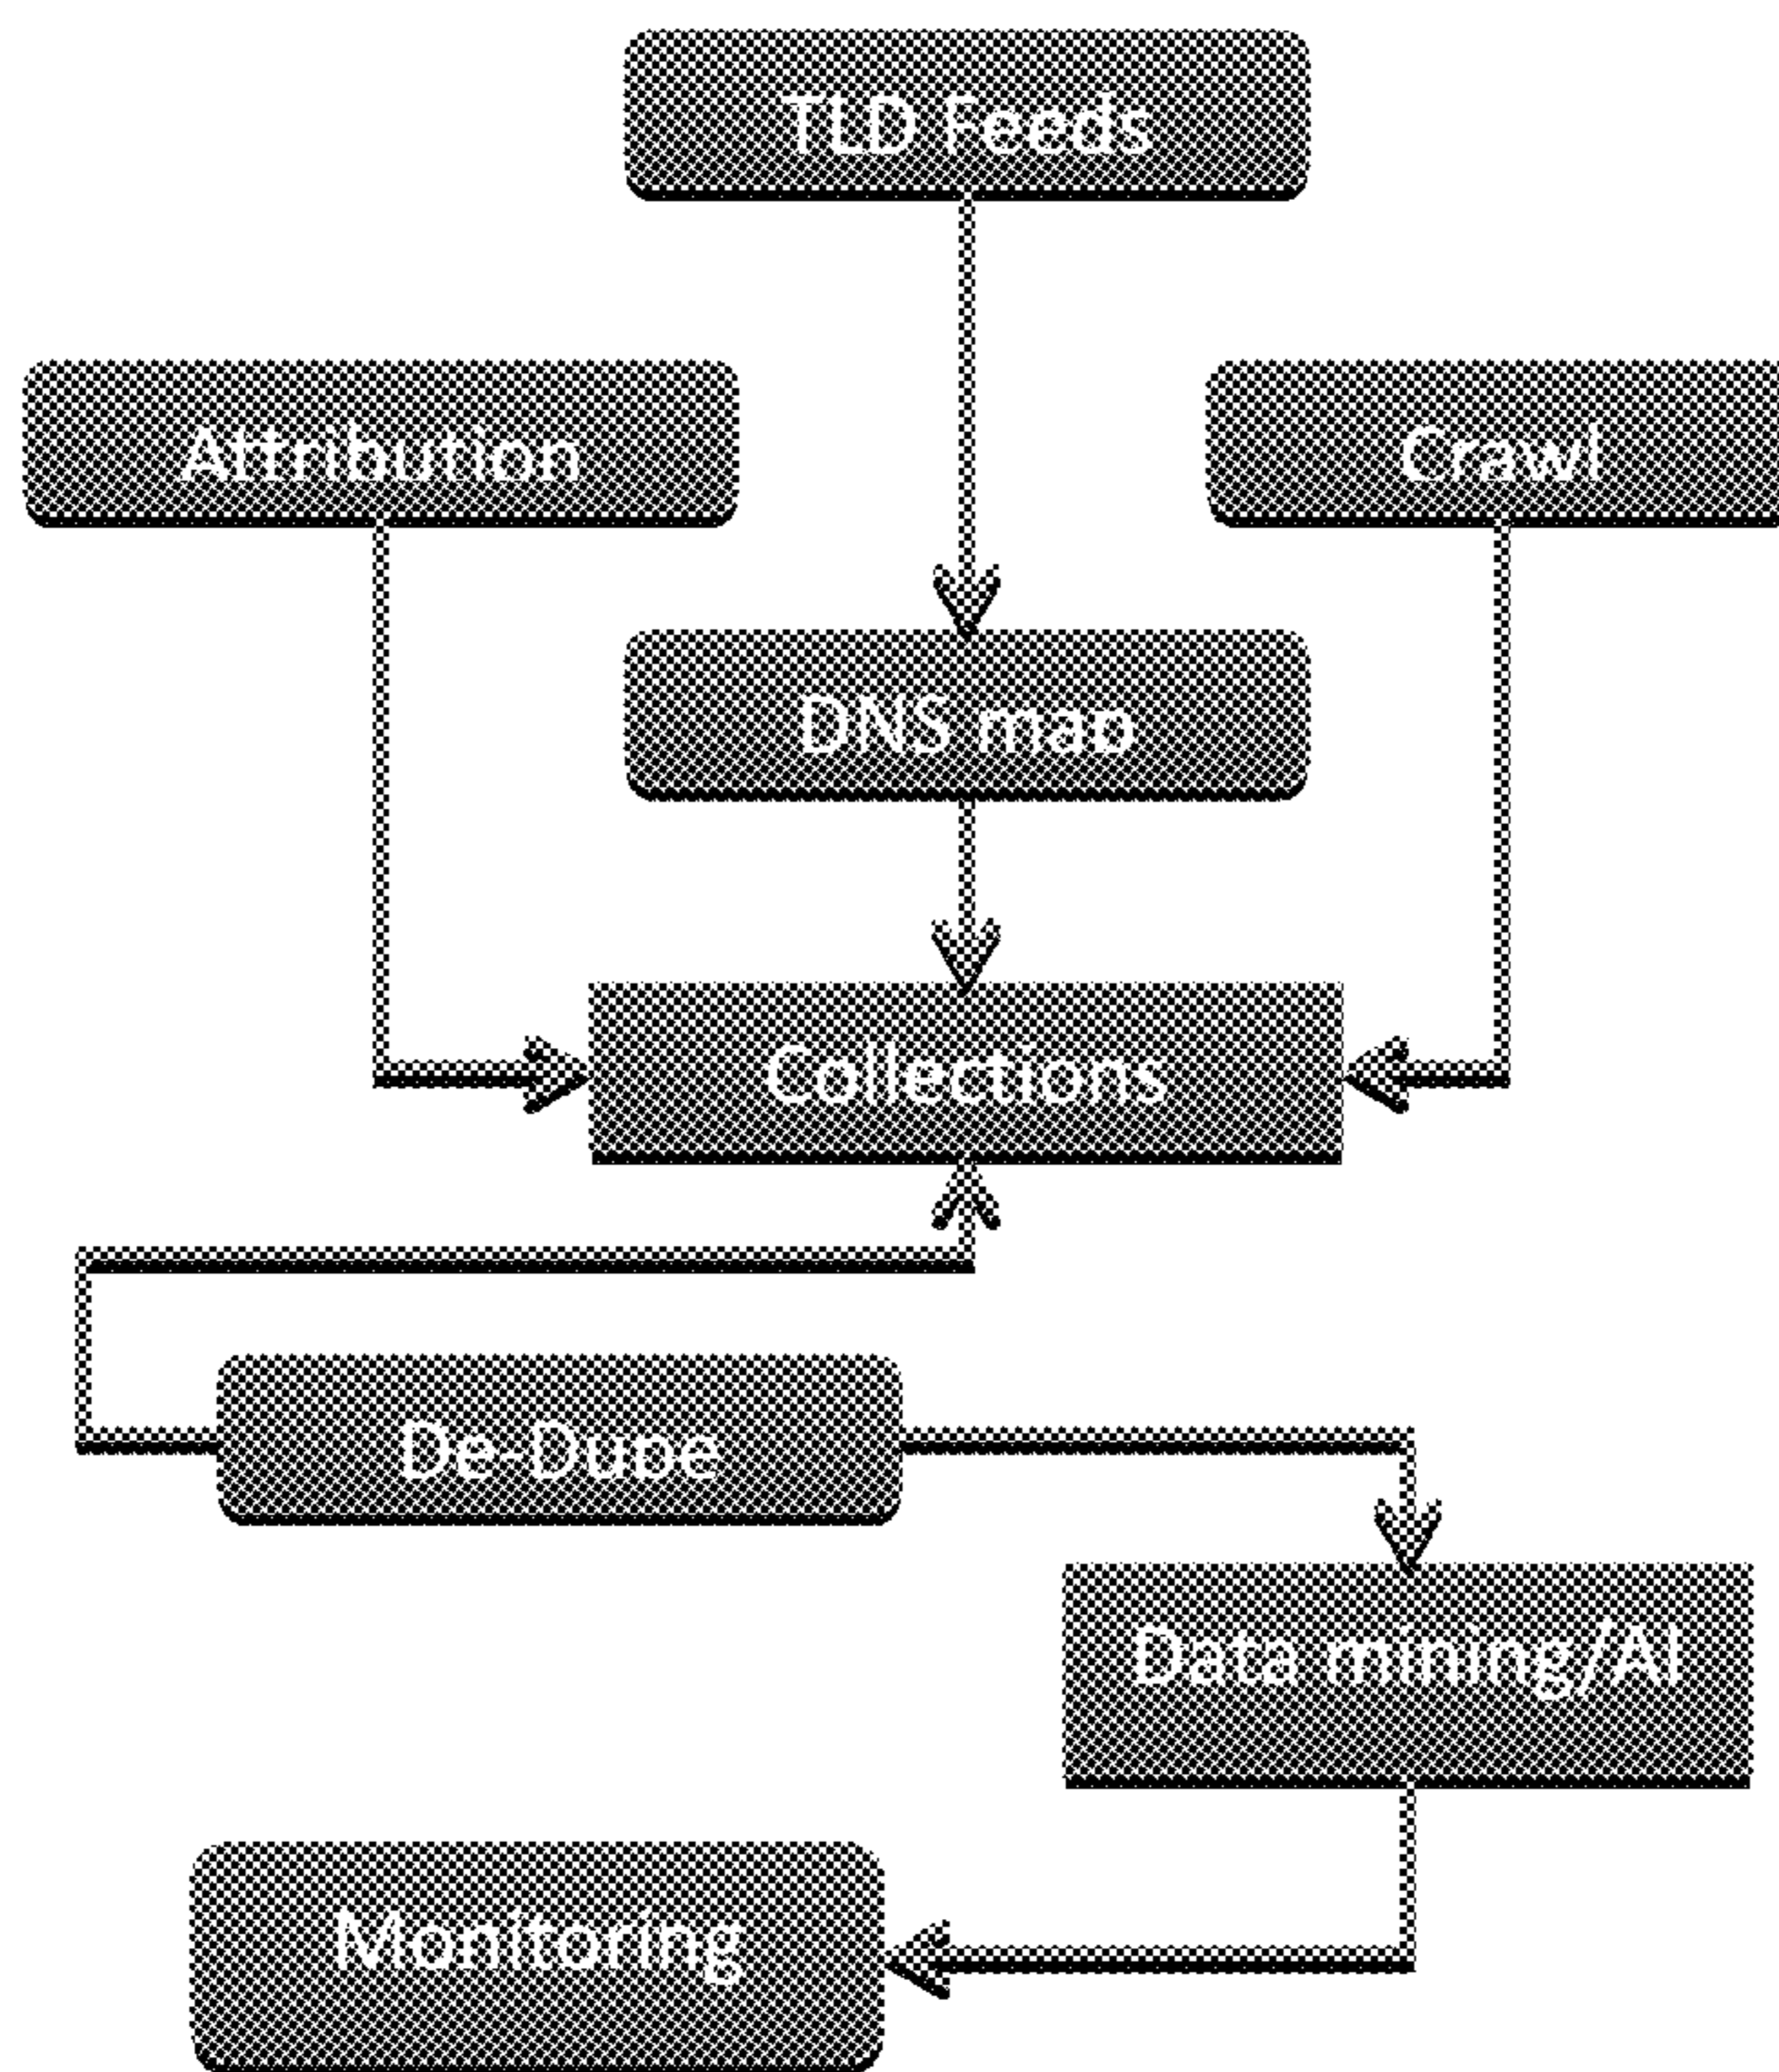 TLD Feeds
Attribution
Crawl
DNS map
Collections
De-Dupe
Data mining/AI
Monitoring